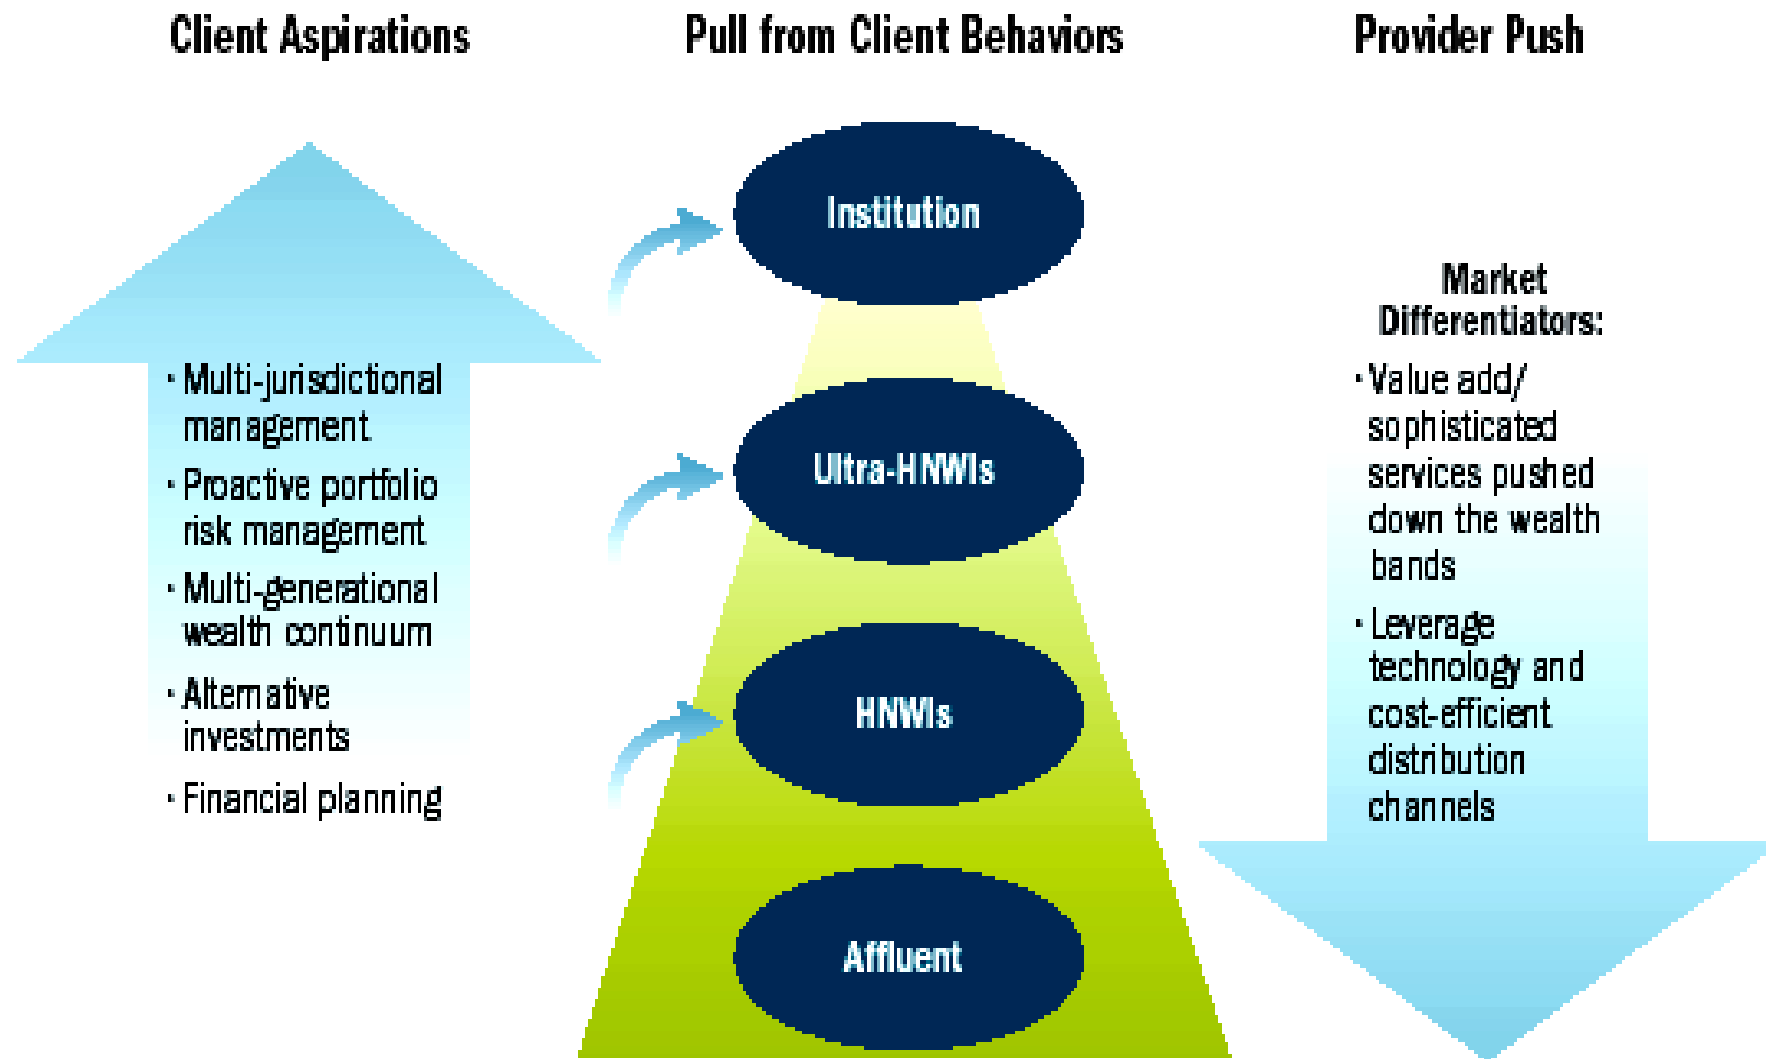 Client Aspirations
Pull from Client Behaviors
Provider Push
· Multi-jurisdictional
management
· Proactive portfolio
risk management
· Multi-generational
wealth continuum
· Alternative
investments
· Financial planning
Institution
Ultra-HNWIs
HNWIs
Affluent
Market
Differentiators:
· Value add/
sophisticated
services pushed
down the wealth
bands
· Leverage
technology and
cost-efficient
distribution
channels